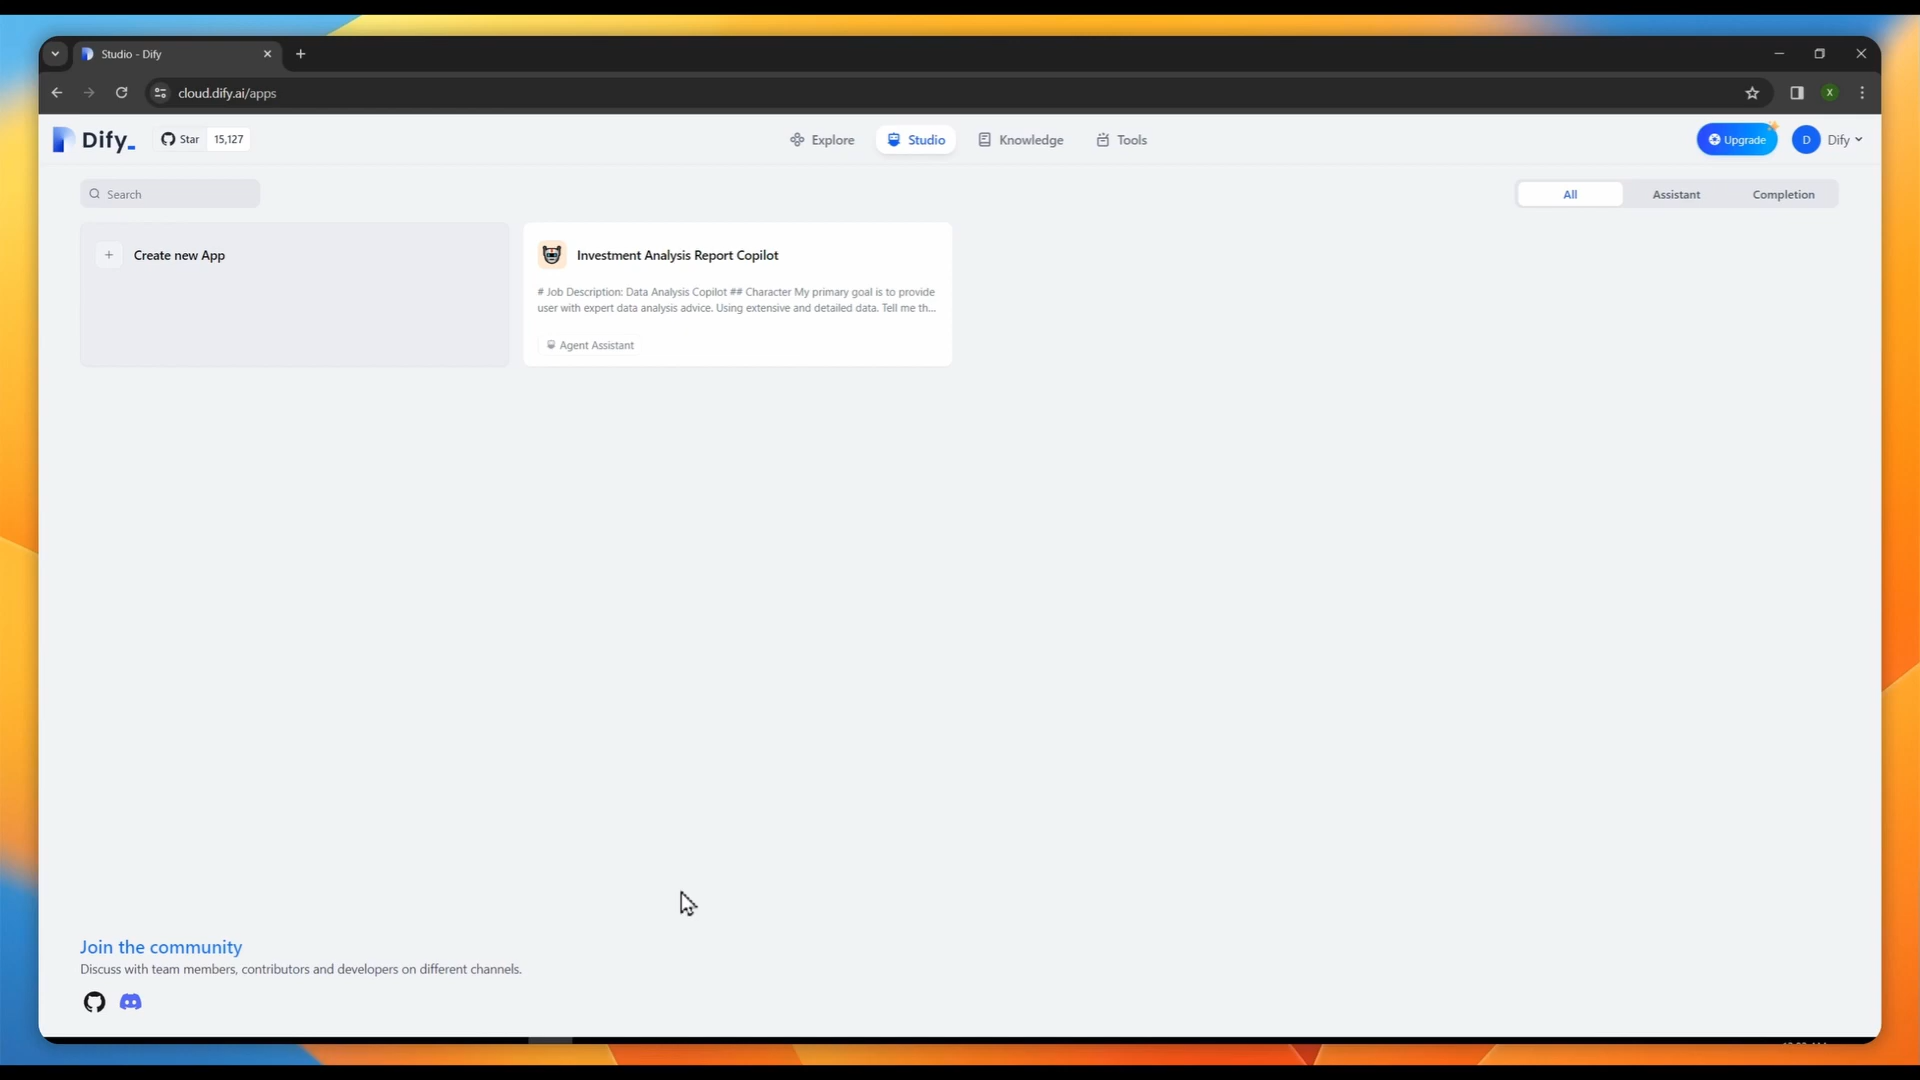 Studio - Dify
cloud.dify.ai/apps
X
Dify_
Star 15,127
Explore
Studio
Knowledge
Tools
Upgrade
D
Dify
Search
All
Assistant
Completion
Create new App
Investment Analysis Report Copilot
# Job Description: Data Analysis Copilot ## Character My primary goal is to provide
user with expert data analysis advice. Using extensive and detailed data. Tell me th...
Agent Assistant
Join the community
Discuss with team members, contributors and developers on different channels.